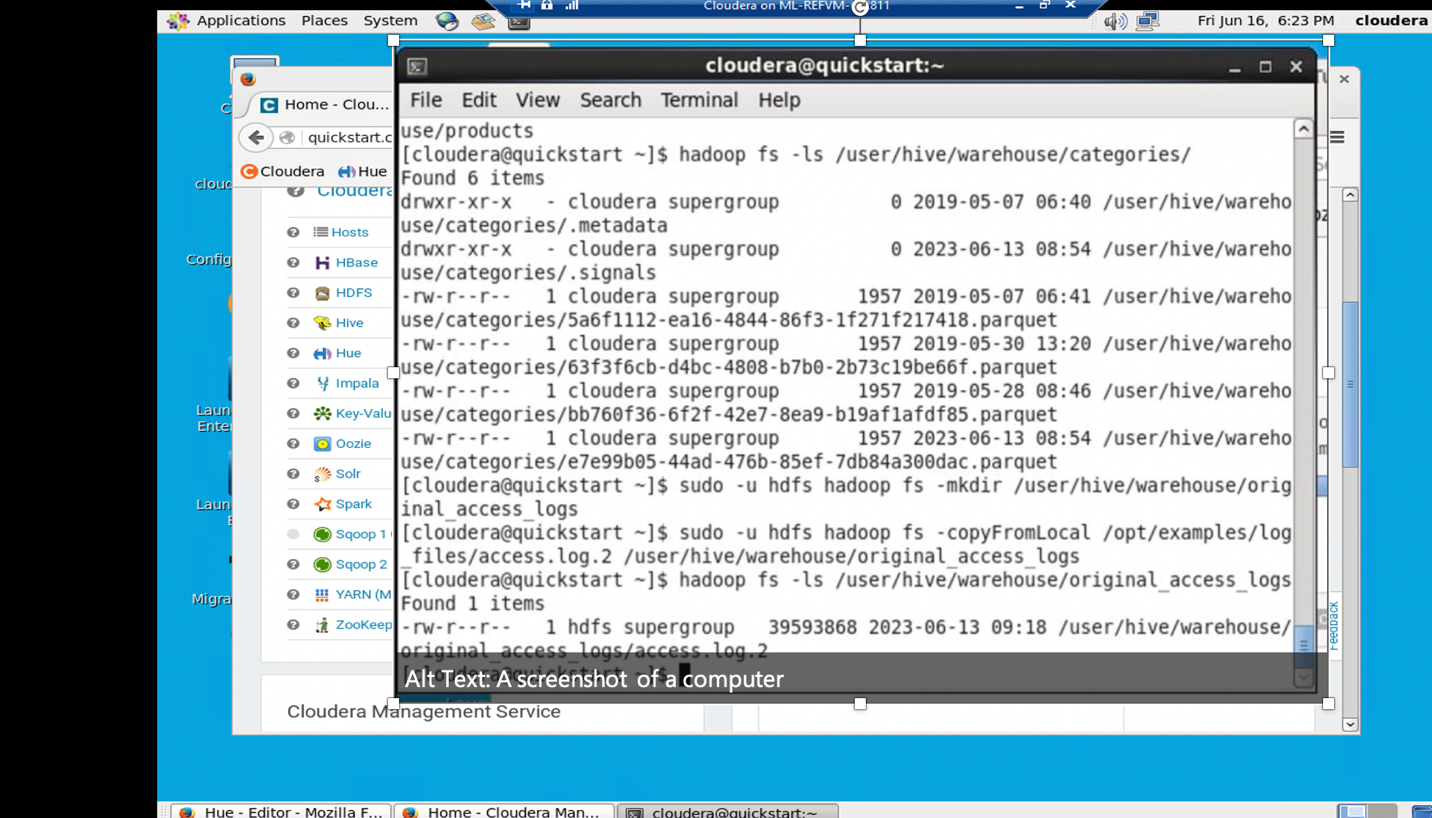 Cloudera on ML-REFVM-
811
Applications Places System
Fri Jun 16, 6:23 PM cloudera
cloudera@quickstart:~
File Edit View Search Terminal Help
use/products
[cloudera@quickstart ~]$ hadoop fs -ls /user/hive/warehouse/categories/
Found 6 items
drwxr-xr-x - cloudera supergroup 0 2019-05-07 06:40 /user/hive/wareho
use/categories/.metadata
drwxr-xr-x - cloudera supergroup 0 2023-06-13 08:54 /user/hive/wareho
use/categories/.signals
-rw-r--r-- 1 cloudera supergroup 1957 2019-05-07 06:41 /user/hive/wareho
use/categories/5a6f1112-ea16-4844-86f3-1f271f217418.parquet
-rw-r--r-- 1 cloudera supergroup 1957 2019-05-30 13:20 /user/hive/wareho
use/categories/63f3f6cb-d4bc-4808-b7b0-2b73c19be66f.parquet
-rw-r--r-- 1 cloudera supergroup 1957 2019-05-28 08:46 /user/hive/wareho
use/categories/bb760f36-6f2f-42e7-8ea9-b19af1afdf85.parquet
-rw-r--r-- 1 cloudera supergroup 1957 2023-06-13 08:54 /user/hive/wareho
use/categories/e7e99b05-44ad-476b-85ef-7db84a300dac.parquet
[cloudera@quickstart ~]$ sudo -u hdfs hadoop fs -mkdir /user/hive/warehouse/orig
inal_access_logs
[cloudera@quickstart ~]$ sudo -u hdfs hadoop fs -copyFromLocal /opt/examples/log
_files/access.log.2 /user/hive/warehouse/original_access_logs
[cloudera@quickstart ~]$ hadoop fs -ls /user/hive/warehouse/original_access_logs
Found 1 items
-rw-r--r-- 1 hdfs supergroup 39593868 2023-06-13 09:18 /user/hive/warehouse/
original_access_logs/access.log.2
Alt Text: A screenshot of a computer
Home - Clou...
quickstart.c
Cloudera Hue
Cloudera
Hosts
HBase
HDFS
Hive
Hue
Impala
Key-Valu
Oozie
Solr
Spark
Sqoop 1
Sqoop 2
YARN (M
ZooKeep
Cloudera Management Service
cloud
Config
Laun
Enter
Laun
Migra
Feedback
Hue - Editor - Mozilla F...
Home - Cloudera Man...
cloudera@quickstart:~